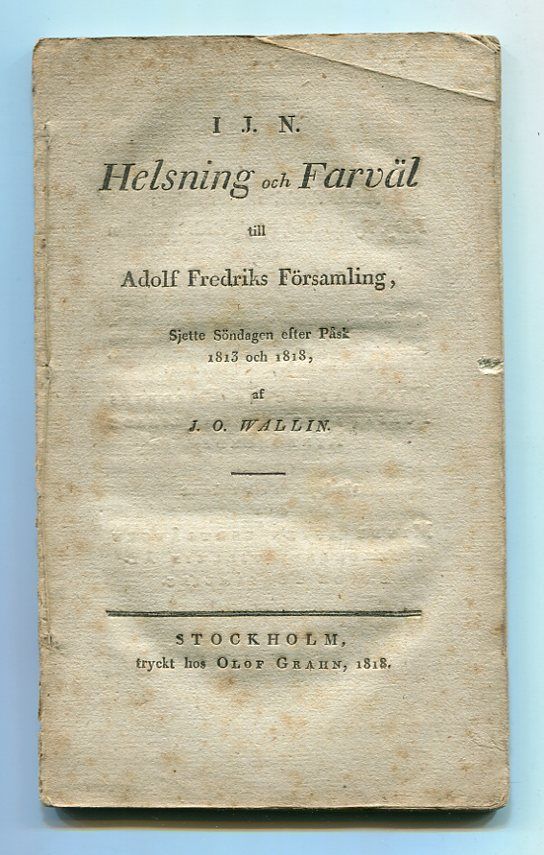 I J. N.
Helsning och Farväl
till
Adolf Fredriks Församling,
Sjette Söndagen efter Påsk
1813 och 1818,
af
J. O. WALLIN.
STOCKHOLM,
tryckt hos OLOF GRAHN, 1818.